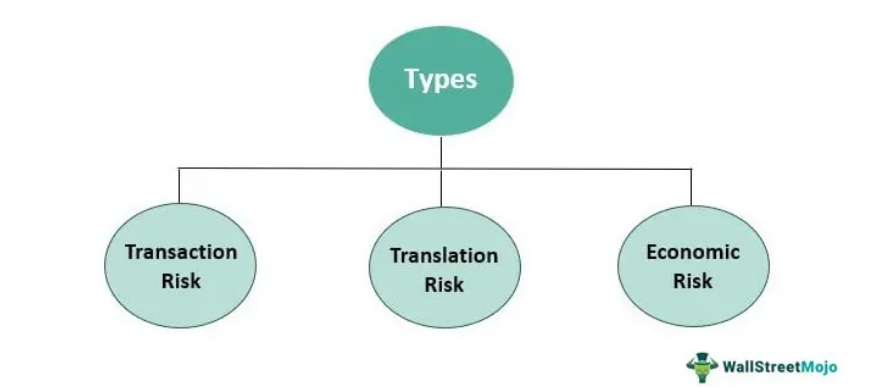 Types
Transaction
Risk
Translation
Risk
Economic
Risk
WallStreetMojo